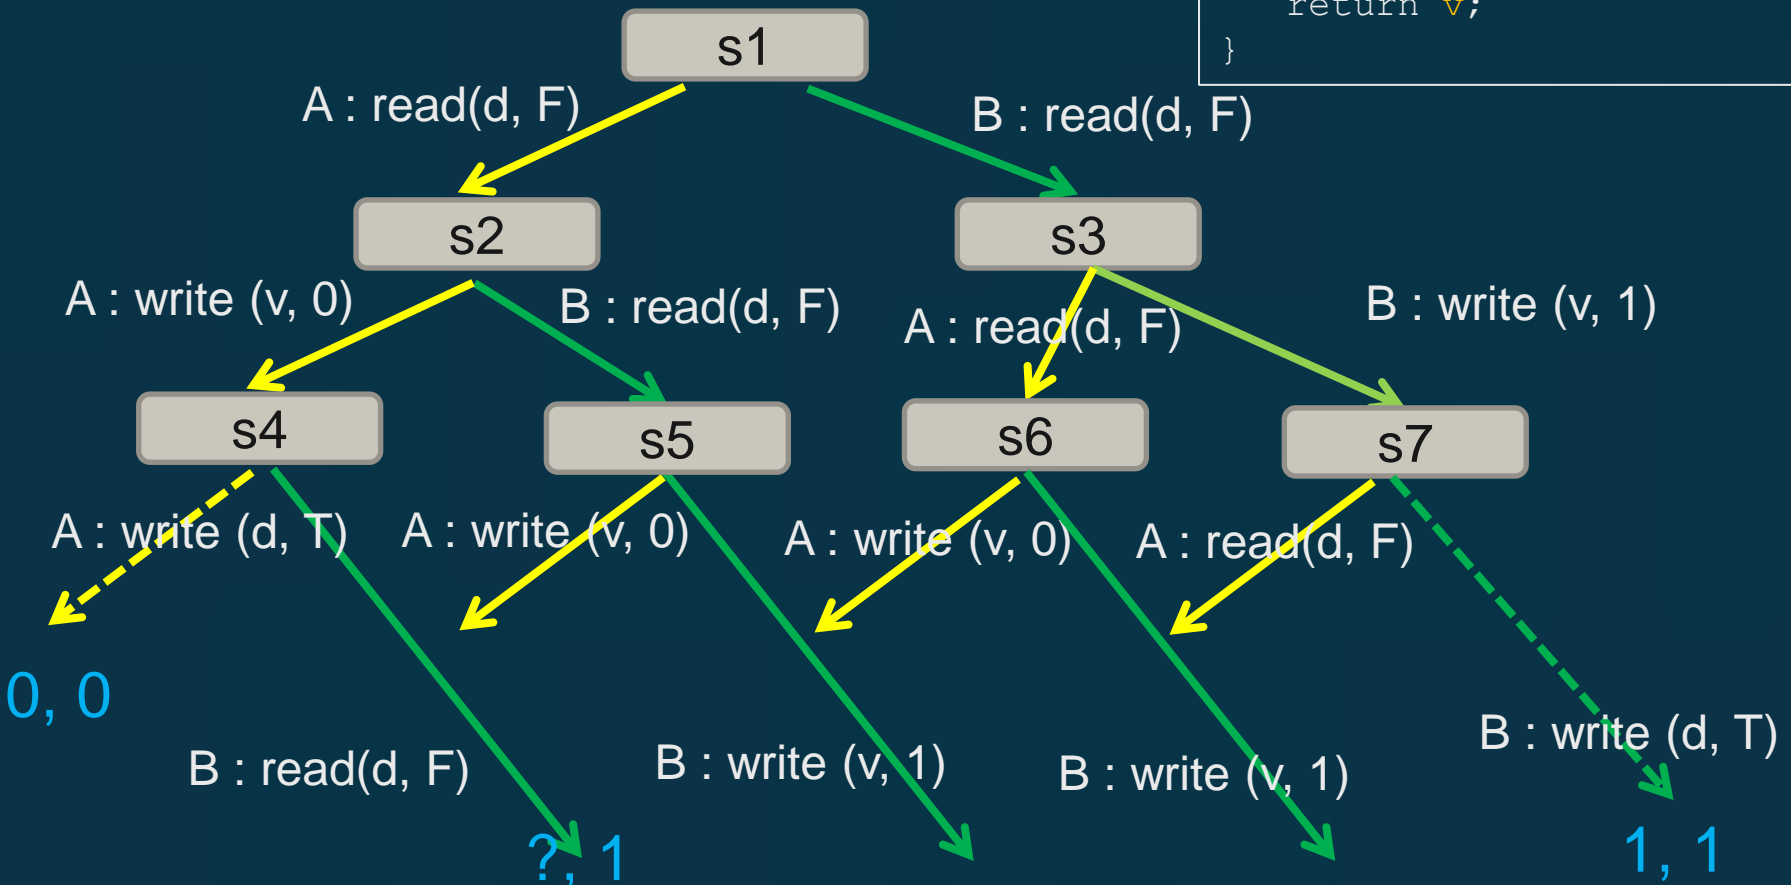 return v;
}
s1
A : read(d, F)
B : read(d, F)
s2
s3
A : write (v, 0)
B : read(d, F)
A : read(d, F)
B : write (v, 1)
s4
s5
s6
s7
A : write (d, T)
A : write (v, 0)
A : write (v, 0)
A : read(d, F)
0, 0
B : read(d, F)
B : write (v, 1)
B : write (v, 1)
B : write (d, T)
?, 1
1, 1